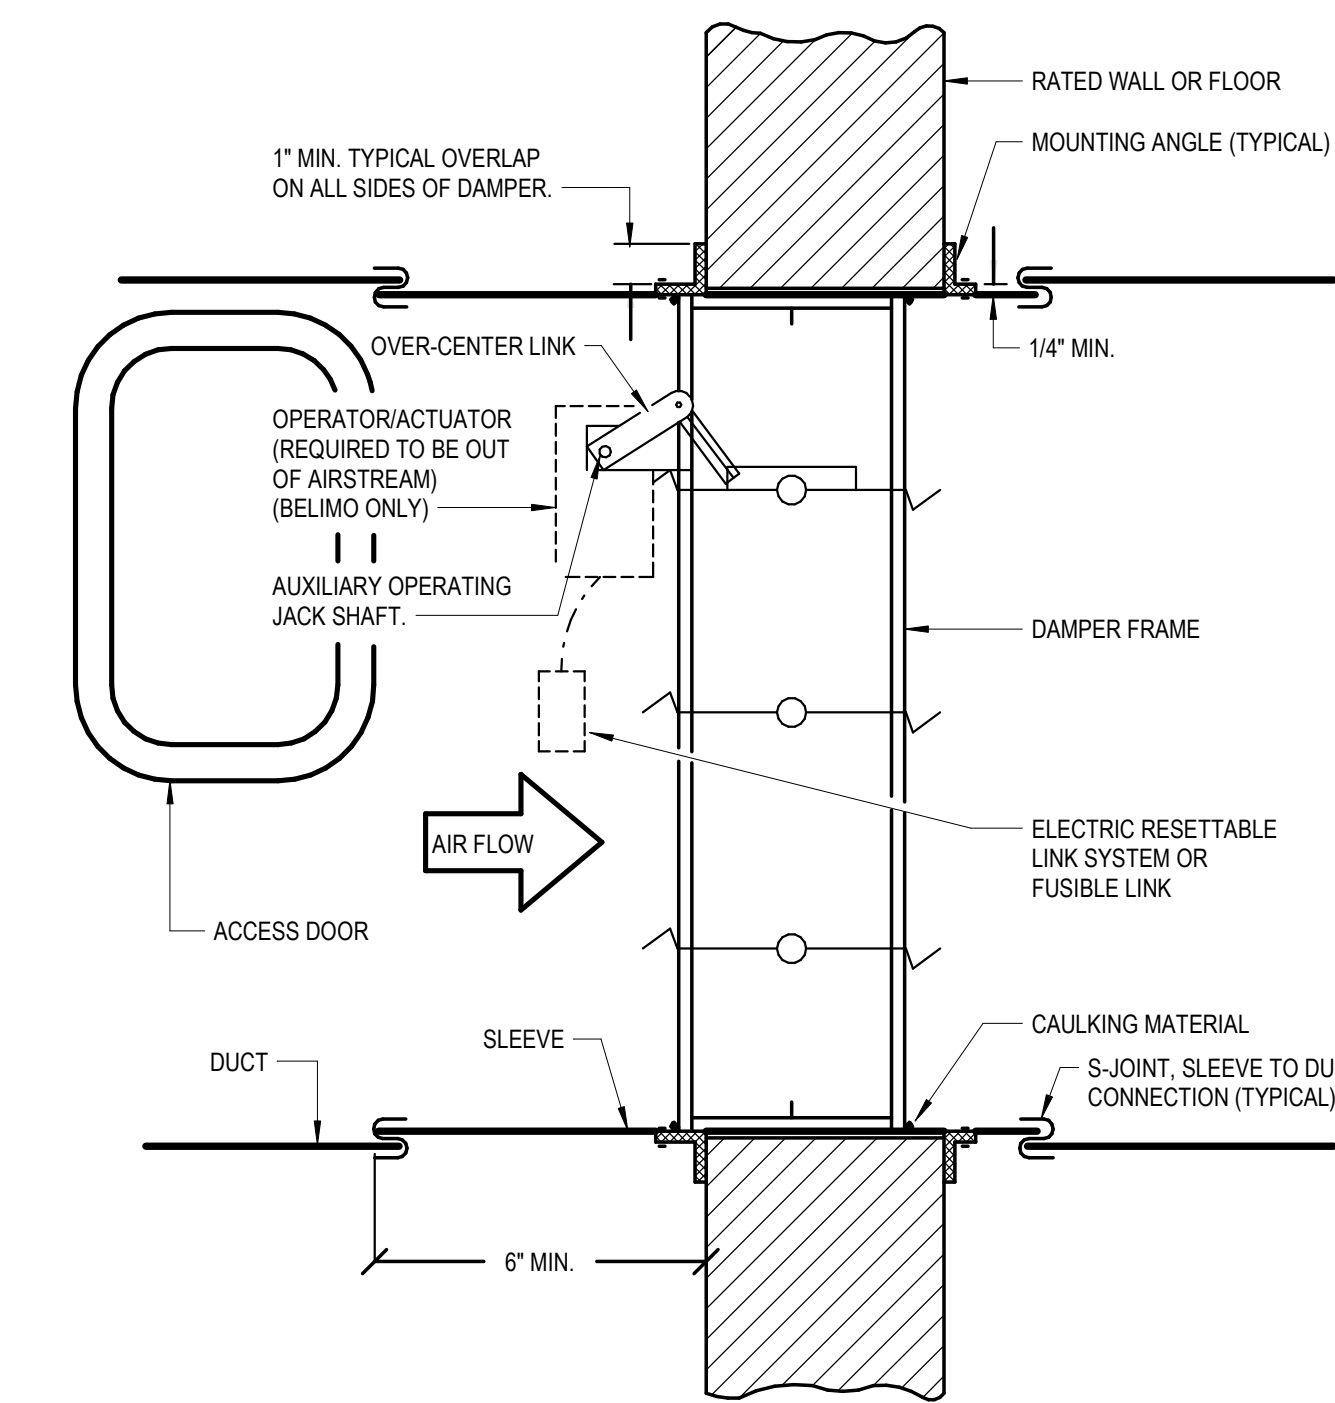 RATED WALL OR FLOOR
MOUNTING ANGLE (TYPICAL)
1" MIN. TYPICAL OVERLAP
ON ALL SIDES OF DAMPER.
OVER-CENTER LINK
1/4" MIN.
OPERATOR/ACTUATOR
(REQUIRED TO BE OUT
OF AIRSTREAM)
(BELIMO ONLY)
AUXILIARY OPERATING
JACK SHAFT.
DAMPER FRAME
AIR FLOW
ELECTRIC RESETTABLE
LINK SYSTEM OR
FUSIBLE LINK
ACCESS DOOR
SLEEVE
CAULKING MATERIAL
DUCT
S-JOINT, SLEEVE TO DU
CONNECTION (TYPICAL)
6" MIN.